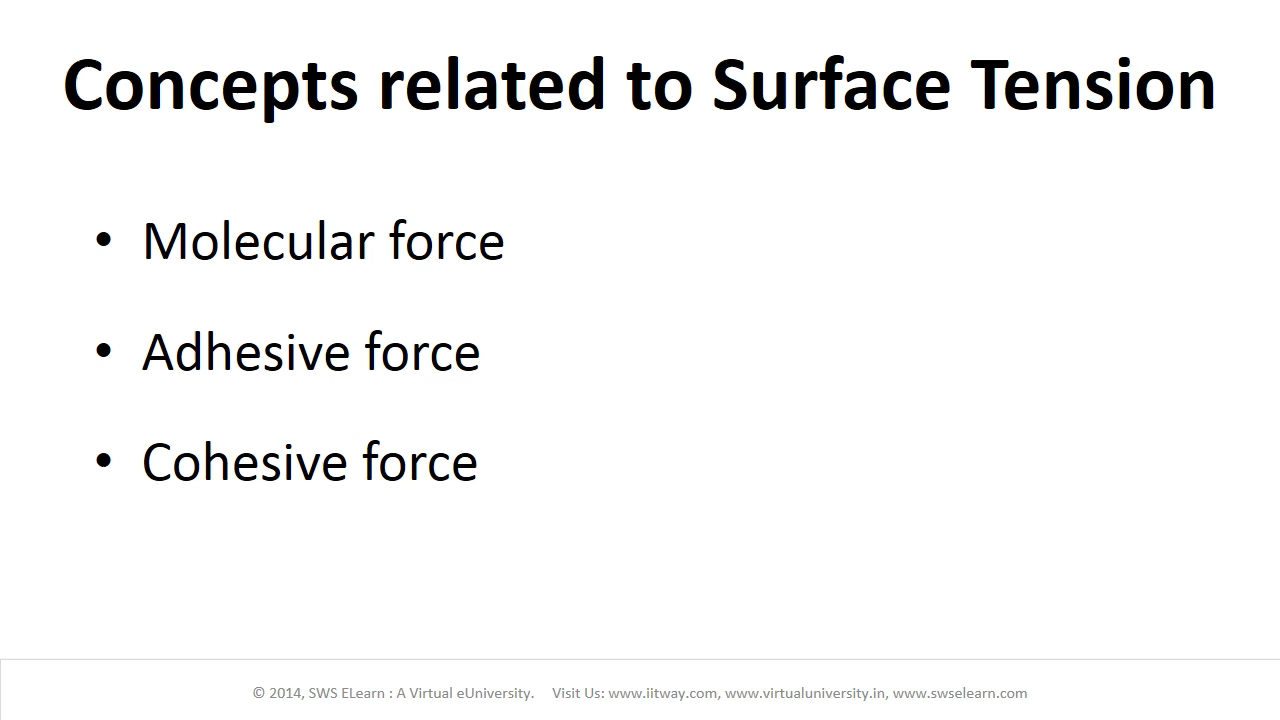 Concepts related to Surface Tension
• Molecular force
• Adhesive force
• Cohesive force
© 2014, SWS ELearn : A Virtual eUniversity. Visit Us: www.iitway.com, www.virtualuniversity.in, www.swselearn.com